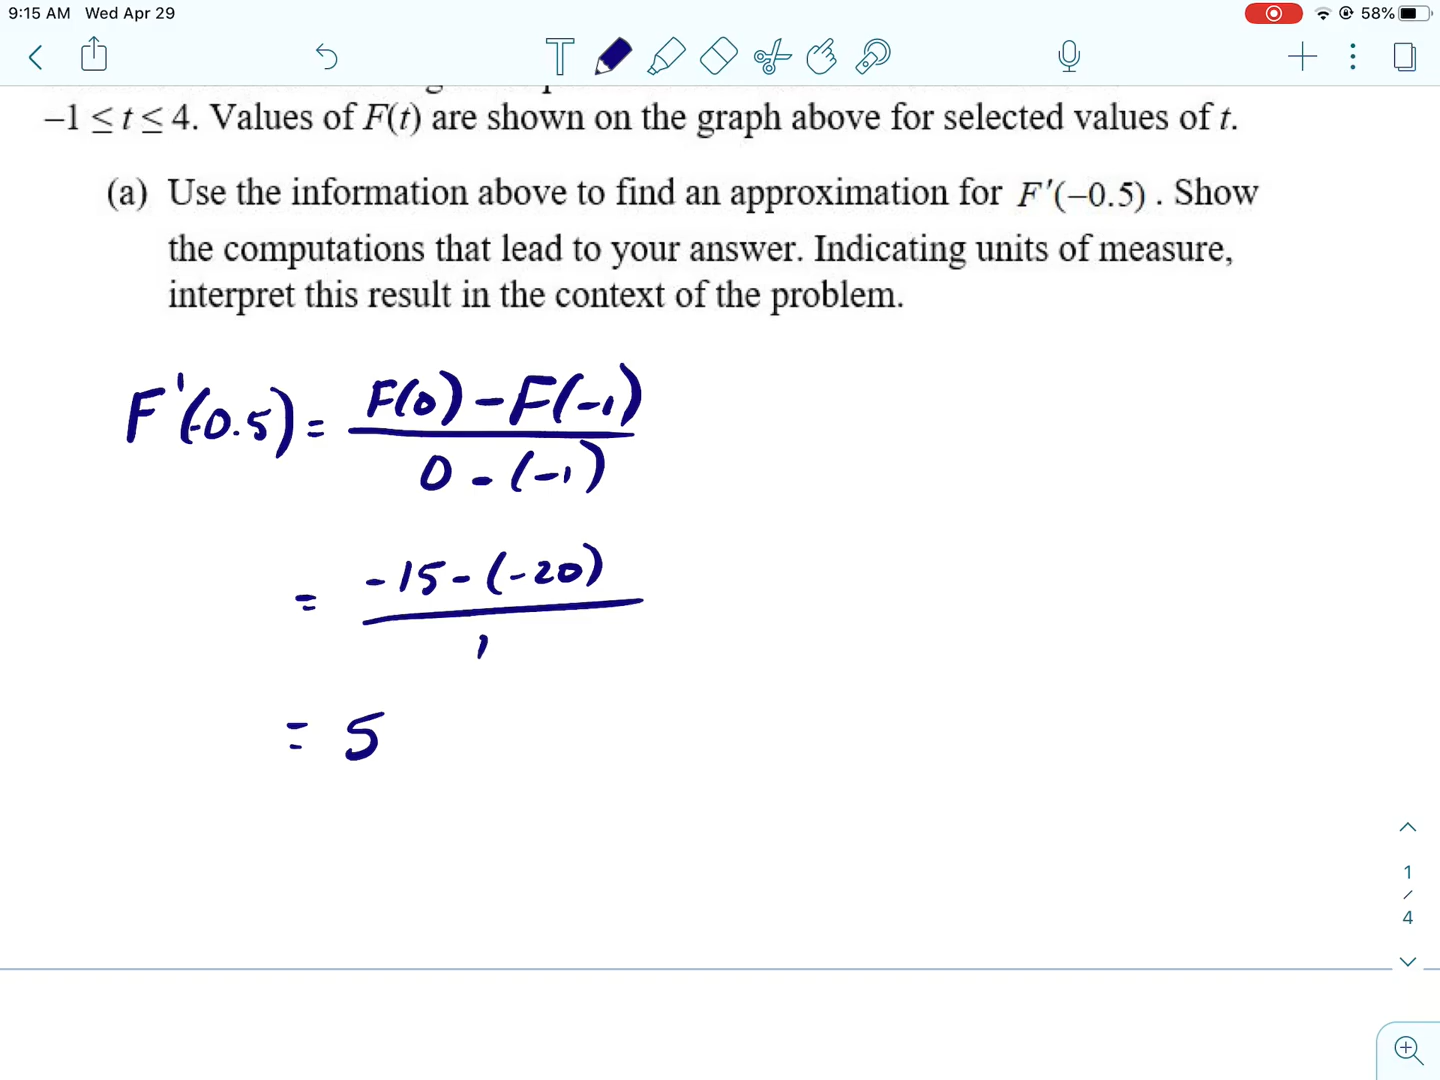 9:15 AM Wed Apr 29 58%
T
−1 ≤ t ≤ 4. Values of F(t) are shown on the graph above for selected values of t.
(a) Use the information above to find an approximation for F′(−0.5). Show
the computations that lead to your answer. Indicating units of measure,
interpret this result in the context of the problem.
F'(-0.5) = F(0) - F(-1) / 0 - (-1)
= -15 - (-20) / 1
= 5
1
/
4